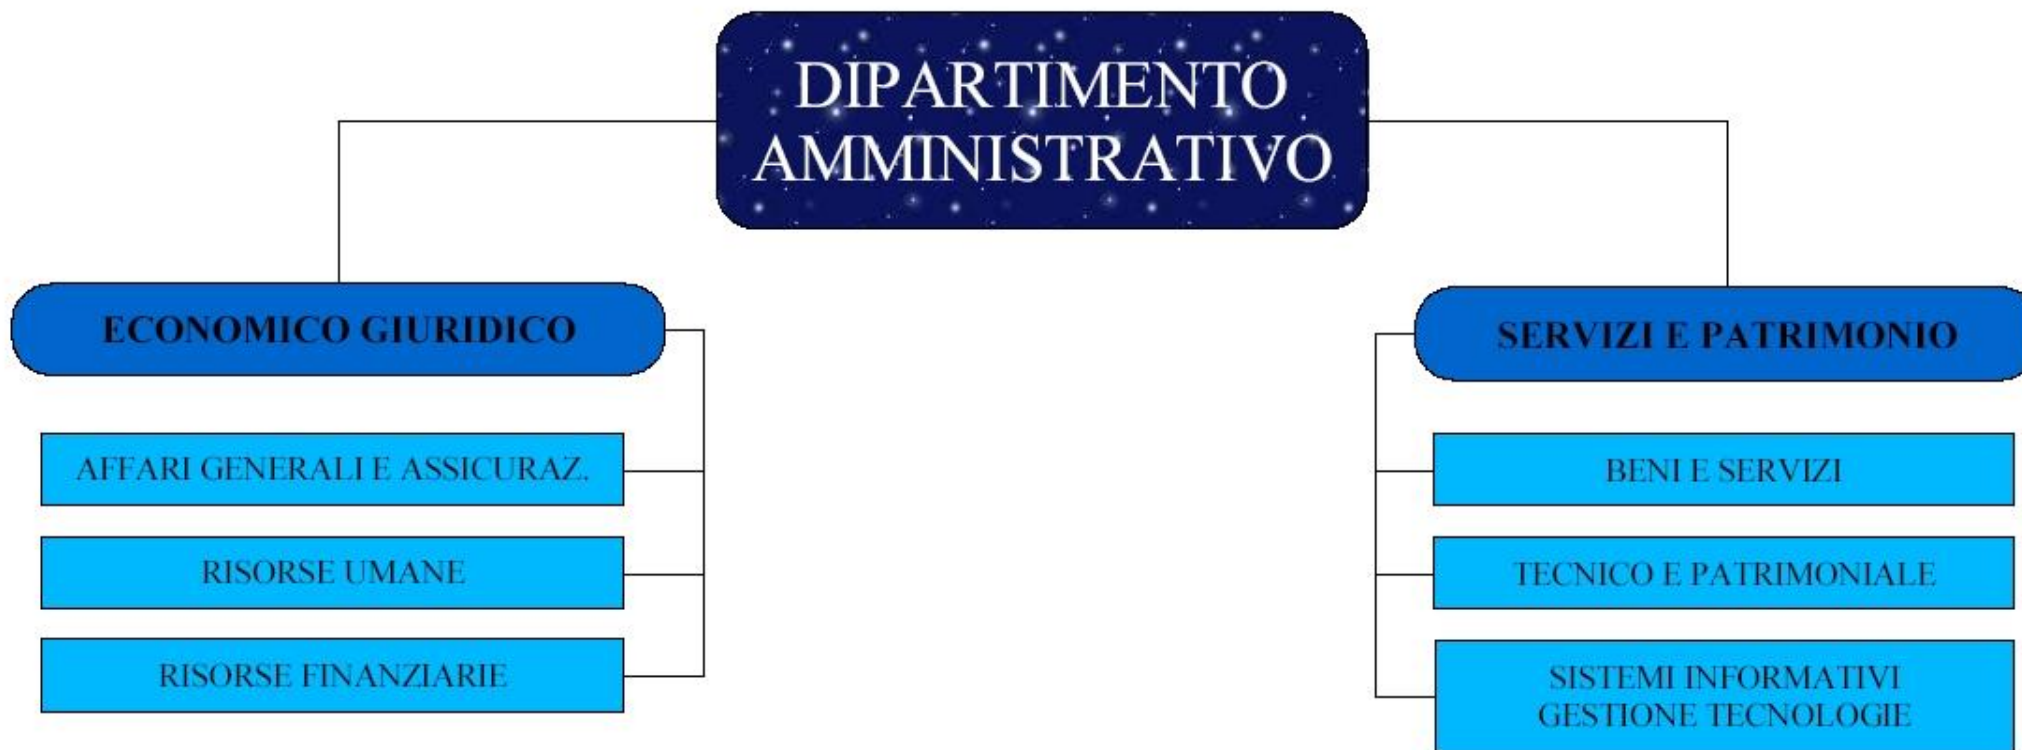 DIPARTIMENTO
AMMINISTRATIVO
ECONOMICO GIURIDICO
AFFARI GENERALI E ASSICURAZ.
RISORSE UMANE
RISORSE FINANZIARIE
SERVIZI E PATRIMONIO
BENI E SERVIZI
TECNICO E PATRIMONIALE
SISTEMI INFORMATIVI
GESTIONE TECNOLOGIE